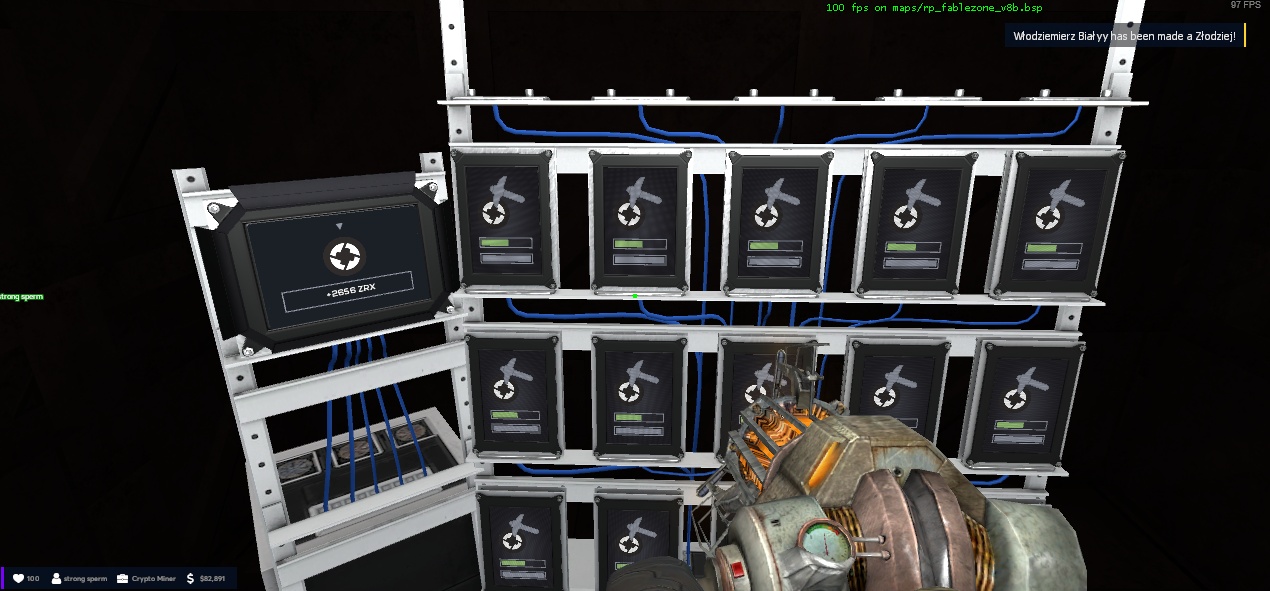 100 fps on maps/rp_fablezone_v8b.bsp
97 FPS
Włodziemierz Białyy has been made a Złodziej!
+2656 ZRX
strong sperm
100
strong sperm
Crypto Miner
$82,891